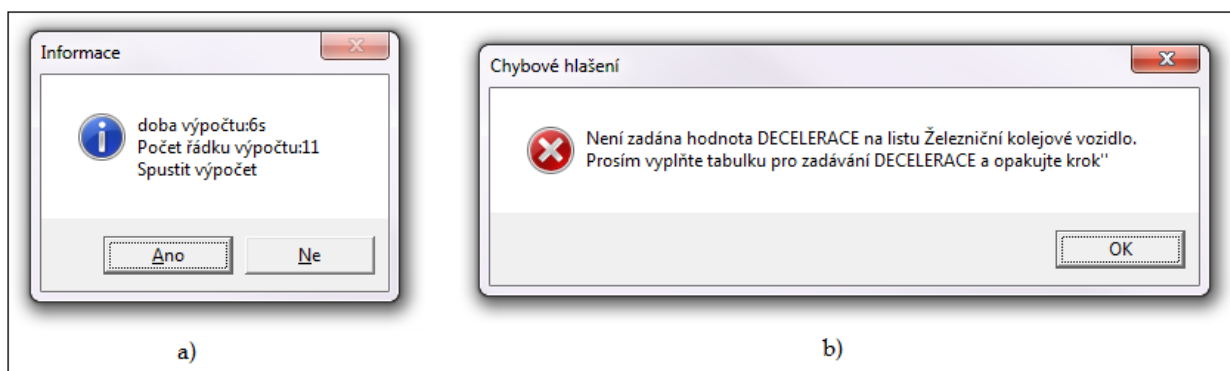 Informace
doba výpočtu:6s
Počet řádku výpočtu:11
Spustit výpočet
Ano
Ne
a)
Chybové hlašení
Není zadána hodnota DECELERACE na listu Železniční kolejové vozidlo.
Prosím vyplňte tabulku pro zadávání DECELERACE a opakujte krok"
OK
b)